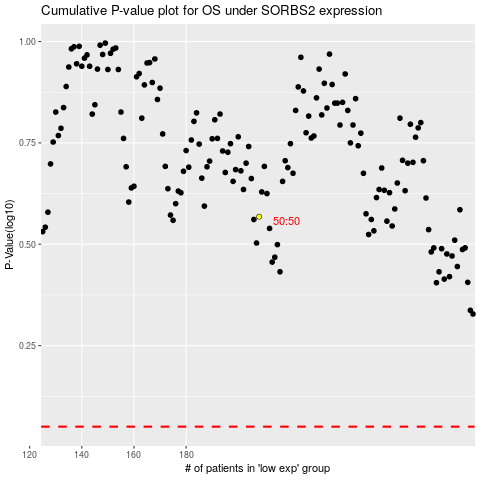 Cumulative P-value plot for OS under SORBS2 expression
P-Value(log10)
1.00
0.75
0.50
0.25
50:50
120 140 160 180
# of patients in 'low exp' group